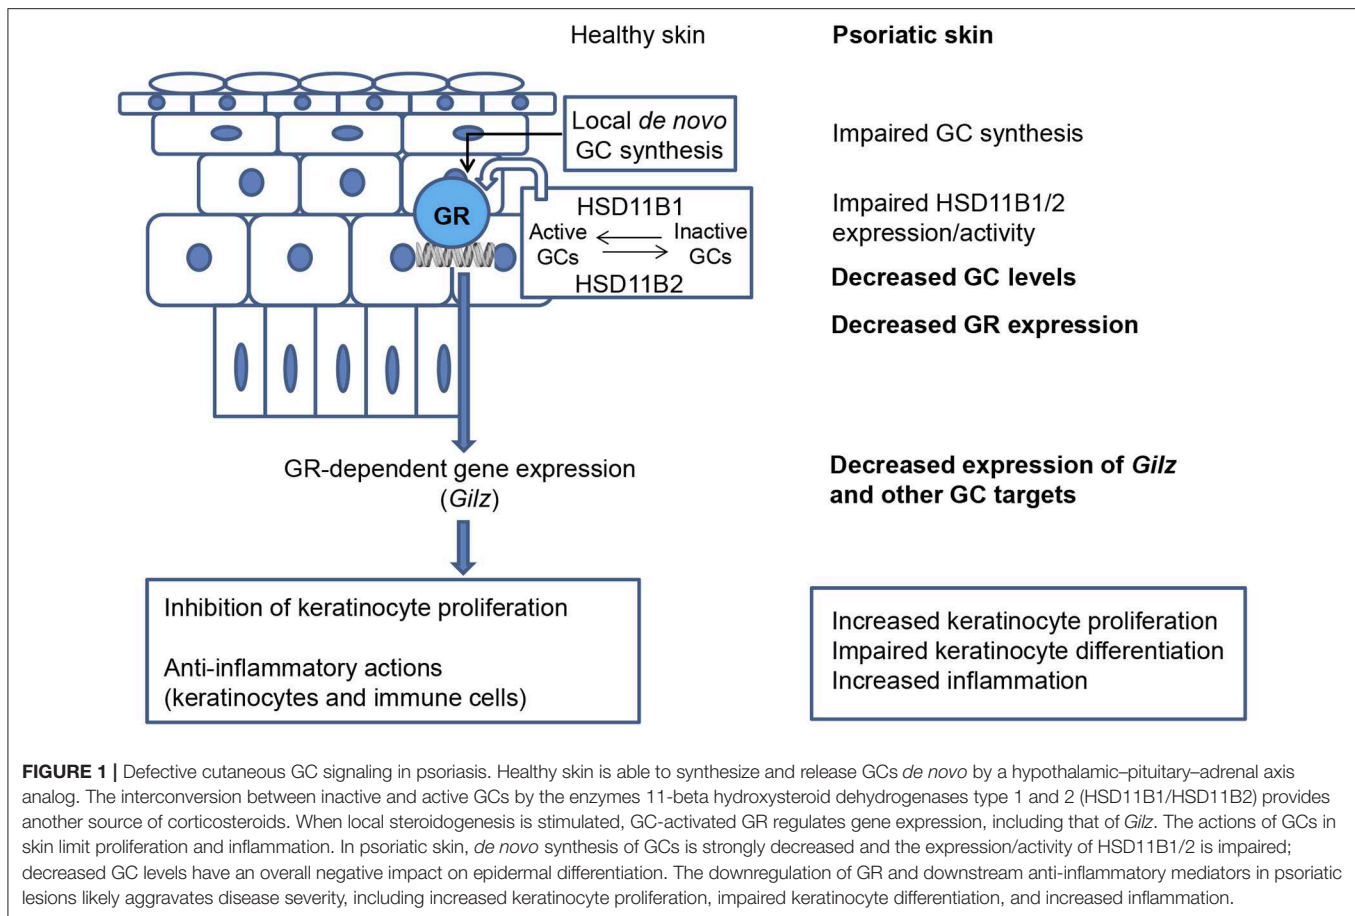 Healthy skin
Psoriatic skin
Local de novo
GC synthesis
Impaired GC synthesis
GR
HSD11B1
Active Inactive
GCs GCs
HSD11B2
Impaired HSD11B1/2
expression/activity
Decreased GC levels
Decreased GR expression
GR-dependent gene expression
(Gilz)
Decreased expression of Gilz
and other GC targets
Inhibition of keratinocyte proliferation
Anti-inflammatory actions
(keratinocytes and immune cells)
Increased keratinocyte proliferation
Impaired keratinocyte differentiation
Increased inflammation
FIGURE 1 | Defective cutaneous GC signaling in psoriasis. Healthy skin is able to synthesize and release GCs de novo by a hypothalamic–pituitary–adrenal axis
analog. The interconversion between inactive and active GCs by the enzymes 11-beta hydroxysteroid dehydrogenases type 1 and 2 (HSD11B1/HSD11B2) provides
another source of corticosteroids. When local steroidogenesis is stimulated, GC-activated GR regulates gene expression, including that of Gilz. The actions of GCs in
skin limit proliferation and inflammation. In psoriatic skin, de novo synthesis of GCs is strongly decreased and the expression/activity of HSD11B1/2 is impaired;
decreased GC levels have an overall negative impact on epidermal differentiation. The downregulation of GR and downstream anti-inflammatory mediators in psoriatic
lesions likely aggravates disease severity, including increased keratinocyte proliferation, impaired keratinocyte differentiation, and increased inflammation.